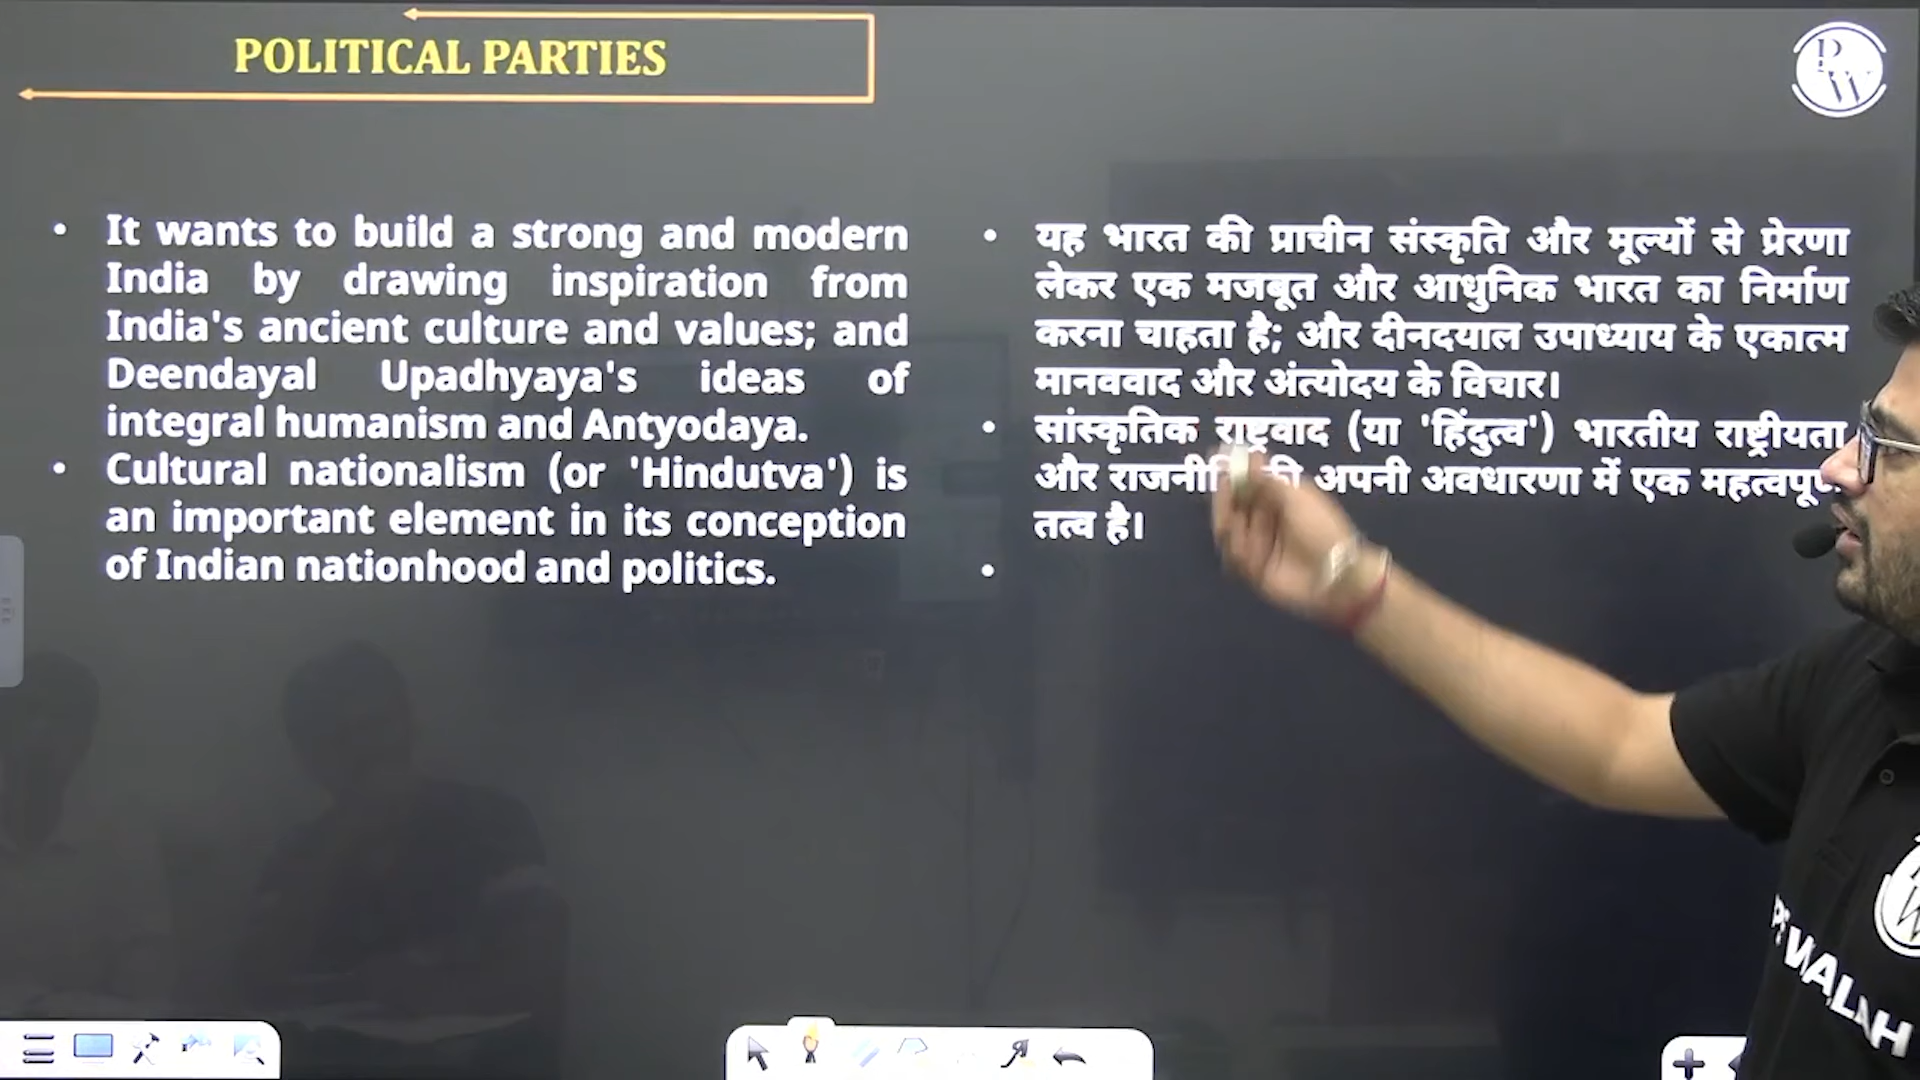 POLITICAL PARTIES
PW
• It wants to build a strong and modern
India by drawing inspiration from
India's ancient culture and values; and
Deendayal Upadhyaya's ideas of
integral humanism and Antyodaya.
• Cultural nationalism (or 'Hindutva') is
an important element in its conception
of Indian nationhood and politics.
• यह भारत की प्राचीन संस्कृति और मूल्यों से प्रेरणा
लेकर एक मजबूत और आधुनिक भारत का निर्माण
करना चाहता है; और दीनदयाल उपाध्याय के एकात्म
मानववाद और अंत्योदय के विचार।
• सांस्कृतिक राष्ट्रवाद (या 'हिंदुत्व') भारतीय राष्ट्रीयता
और अपनी अवधारणा में एक
तत्व है।
•
WALAH